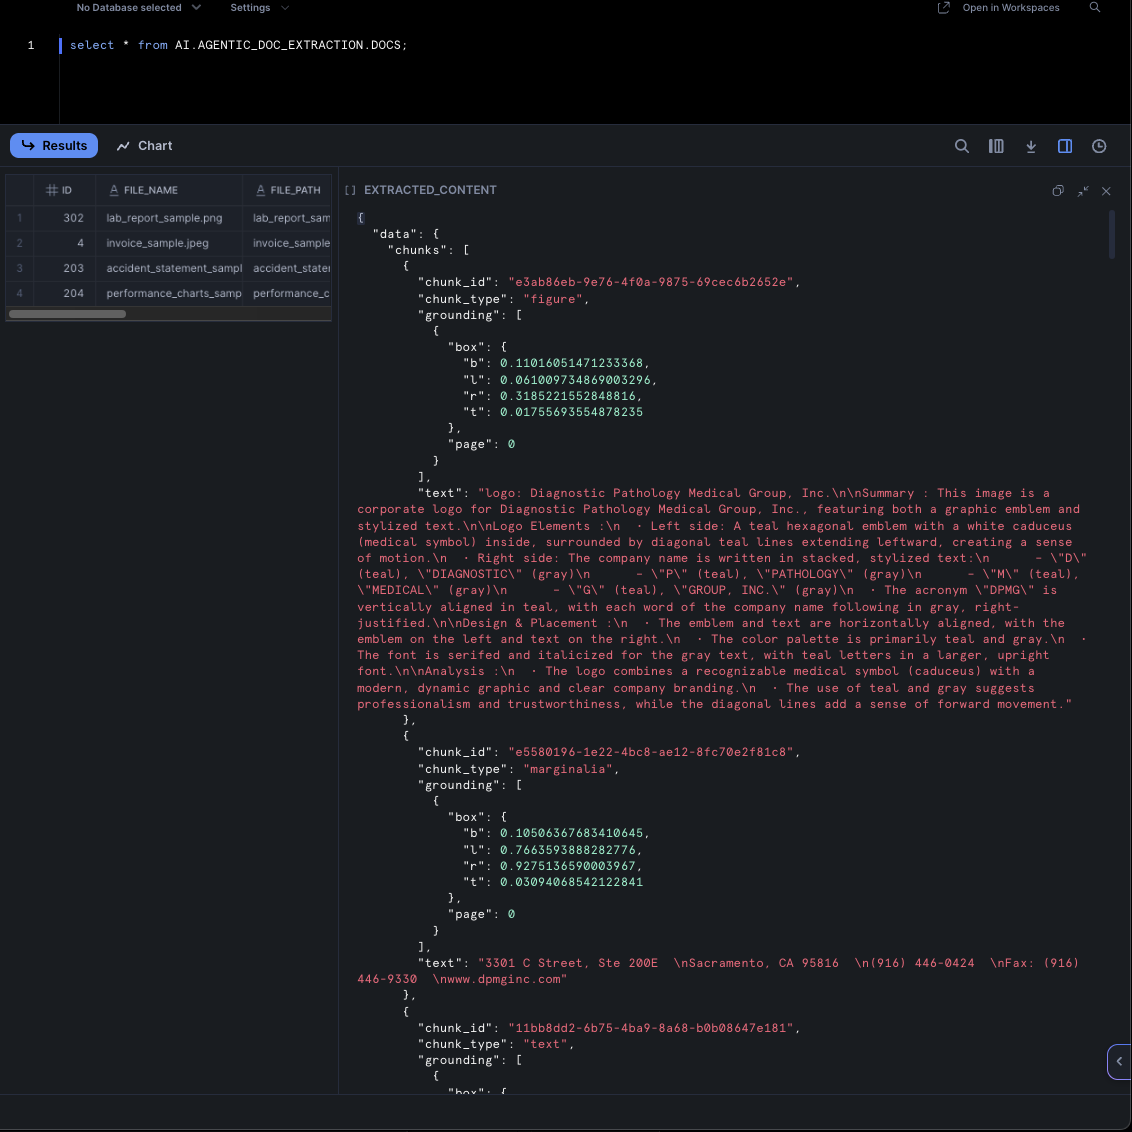 No Database selected
Settings
Open in Workspaces
1 select * from AI.AGENTIC_DOC_EXTRACTION.DOCS;
Results
Chart
ID FILE_NAME FILE_PATH
1 302 lab_report_sample.png lab_report_sam
2 4 invoice_sample.jpeg invoice_sample
3 203 accident_statement_sampl accident_stater
4 204 performance_charts_samp performance_c
[ ] EXTRACTED_CONTENT
{
"data": {
"chunks": [
{
"chunk_id": "e3ab86eb-9e76-4f0a-9875-69cec6b2652e",
"chunk_type": "figure",
"grounding": [
{
"box": {
"b": 0.11016051471233368,
"l": 0.061009734869003296,
"r": 0.3185221552848816,
"t": 0.01755693554878235
},
"page": 0
}
],
"text": "logo: Diagnostic Pathology Medical Group, Inc.\n\nSummary : This image is a
corporate logo for Diagnostic Pathology Medical Group, Inc., featuring both a graphic emblem and
stylized text.\n\nLogo Elements :\n  • Left side: A teal hexagonal emblem with a white caduceus
(medical symbol) inside, surrounded by diagonal teal lines extending leftward, creating a sense
of motion.\n  • Right side: The company name is written in stacked, stylized text:\n      – \"D\"
(teal), \"DIAGNOSTIC\" (gray)\n      – \"P\" (teal), \"PATHOLOGY\" (gray)\n      – \"M\" (teal),
\"MEDICAL\" (gray)\n      – \"G\" (teal), \"GROUP, INC.\" (gray)\n  • The acronym \"DPMG\" is
vertically aligned in teal, with each word of the company name following in gray, right-
justified.\n\nDesign & Placement :\n  • The emblem and text are horizontally aligned, with the
emblem on the left and text on the right.\n  • The color palette is primarily teal and gray.\n  •
The font is serifed and italicized for the gray text, with teal letters in a larger, upright
font.\n\nAnalysis :\n  • The logo combines a recognizable medical symbol (caduceus) with a
modern, dynamic graphic and clear company branding.\n  • The use of teal and gray suggests
professionalism and trustworthiness, while the diagonal lines add a sense of forward movement."
},
{
"chunk_id": "e5580196-1e22-4bc8-ae12-8fc70e2f81c8",
"chunk_type": "marginalia",
"grounding": [
{
"box": {
"b": 0.10506367683410645,
"l": 0.7663593888282776,
"r": 0.9275136590003967,
"t": 0.03094068542122841
},
"page": 0
}
],
"text": "3301 C Street, Ste 200E  \nSacramento, CA 95816  \n(916) 446-0424  \nFax: (916)
446-9330  \nwww.dpmginc.com"
},
{
"chunk_id": "11bb8dd2-6b75-4ba9-8a68-b0b08647e181",
"chunk_type": "text",
"grounding": [
{
"box": {